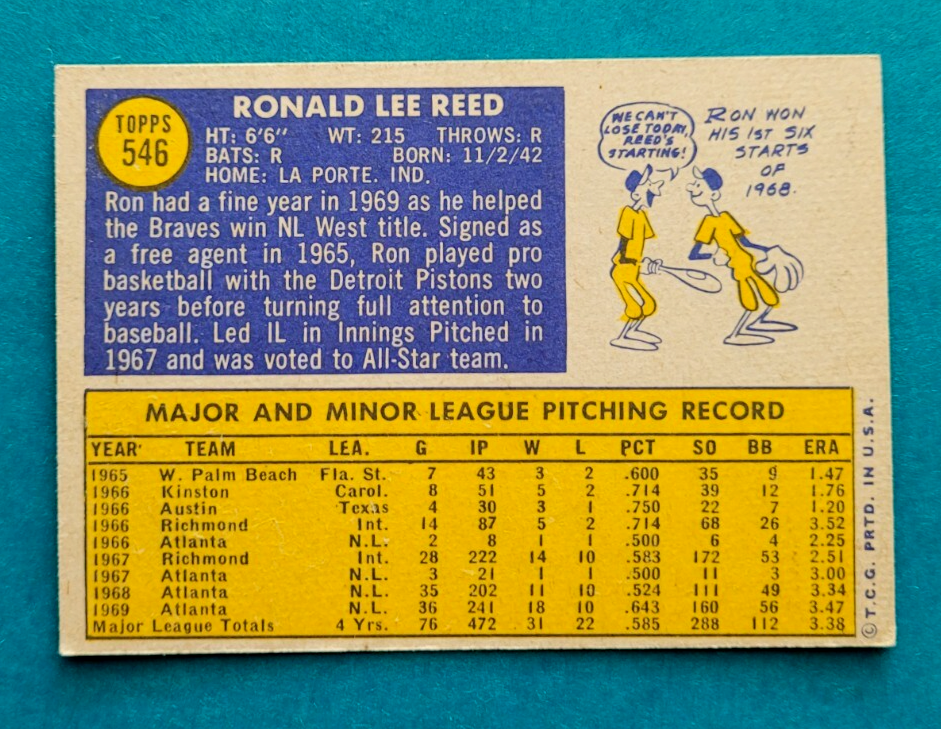 TOPPS
546
RONALD LEE REED
HT: 6'6" WT: 215 THROWS: R
BATS: R BORN: 11/2/42
HOME: LA PORTE. IND.
Ron had a fine year in 1969 as he helped
the Braves win NL West title. Signed as
a free agent in 1965, Ron played pro
basketball with the Detroit Pistons two
years before turning full attention to
baseball. Led IL in Innings Pitched in
1967 and was voted to All-Star team.
WE CAN'T
LOSE TODAY,
REED'S
STARTING!
RON WON
HIS 1ST SIX
STARTS
OF
1968.
MAJOR AND MINOR LEAGUE PITCHING RECORD
YEAR TEAM LEA. G IP W L PCT SO BB ERA
1965 W. Palm Beach Fla. St. 7 43 3 2 .600 35 9 1.47
1966 Kinston Carol. 8 51 5 2 .714 39 12 1.76
1966 Austin Texas 4 30 3 1 .750 22 7 1.20
1966 Richmond Int. 14 87 5 2 .714 68 26 3.52
1966 Atlanta N.L. 2 8 1 1 .500 6 4 2.25
1967 Richmond Int. 28 222 14 10 .583 172 53 2.51
1967 Atlanta N.L. 3 21 1 1 .500 11 3 3.00
1968 Atlanta N.L. 35 202 11 10 .524 111 49 3.34
1969 Atlanta N.L. 36 241 18 10 .643 160 56 3.47
Major League Totals 4 Yrs. 76 472 31 22 .585 288 112 3.38
© T.C.G. PRTD. IN U.S.A.